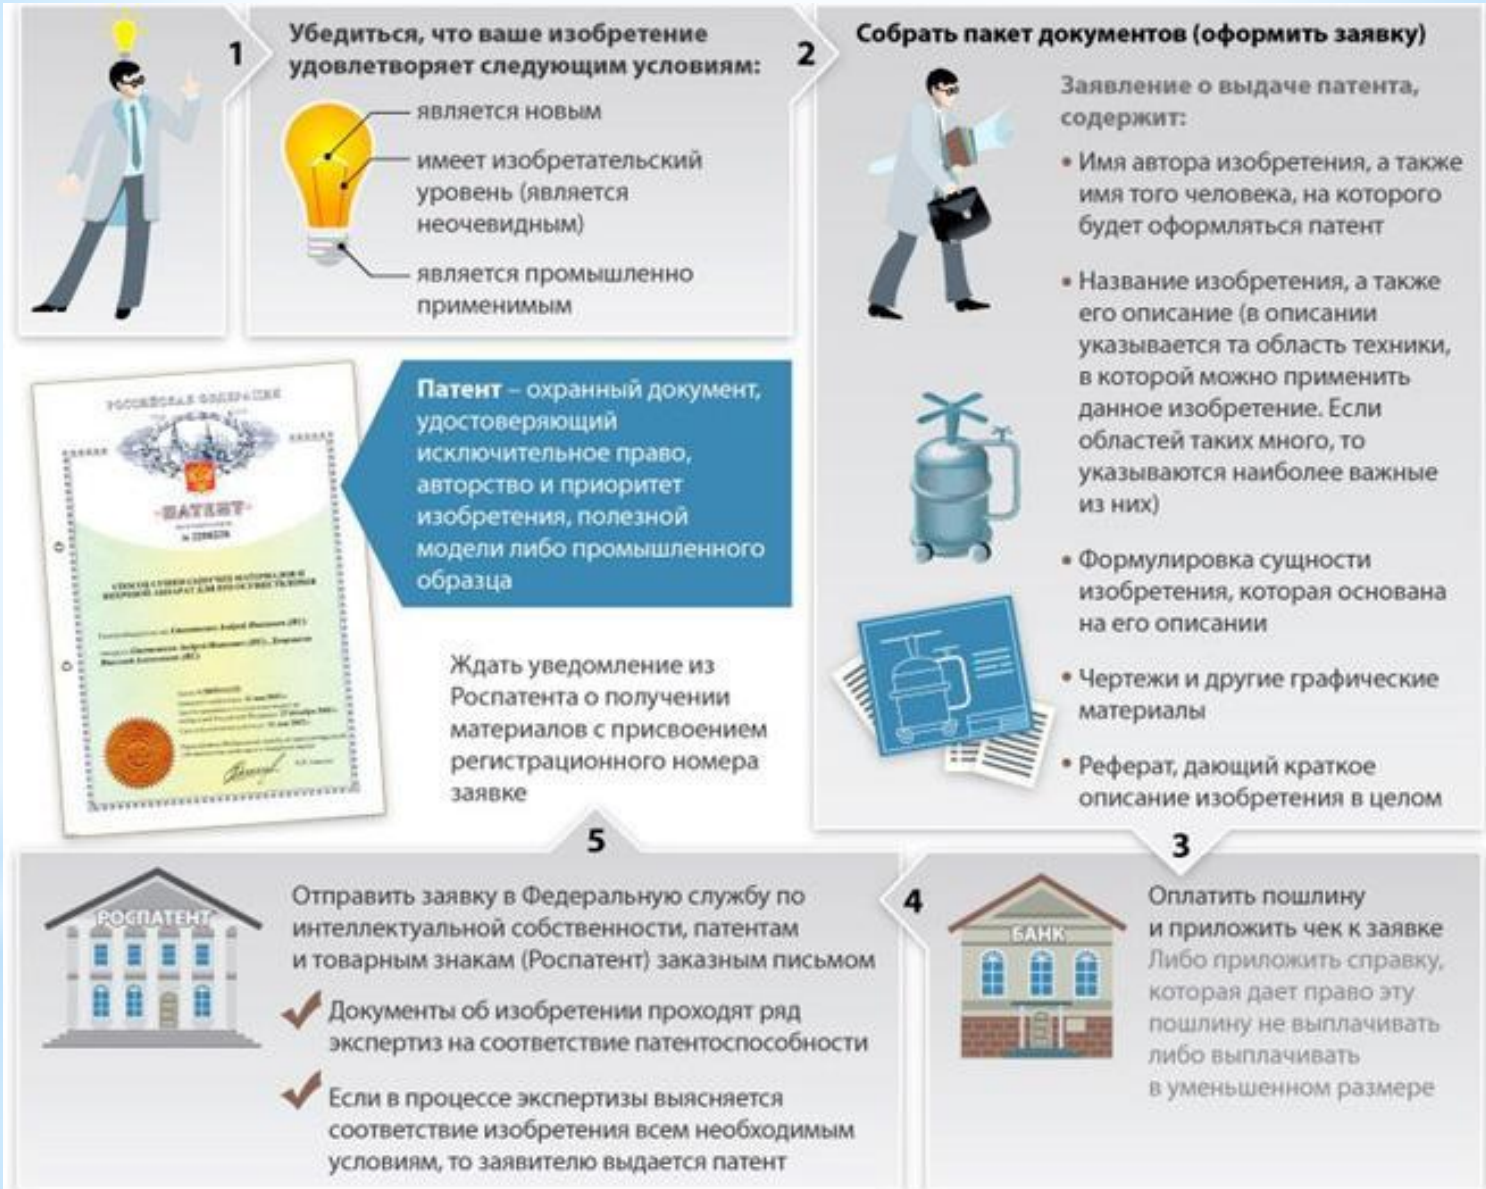 1
Убедиться, что ваше изобретение
удовлетворяет следующим условиям:
является новым
имеет изобретательский
уровень (является
неочевидным)
является промышленно
применимым
2
Собрать пакет документов (оформить заявку)
Заявление о выдаче патента,
содержит:
• Имя автора изобретения, а также
имя того человека, на которого
будет оформляться патент
• Название изобретения, а также
его описание (в описании
указывается та область техники,
в которой можно применить
данное изобретение. Если
областей таких много, то
указываются наиболее важные
из них)
• Формулировка сущности
изобретения, которая основана
на его описании
• Чертежи и другие графические
материалы
• Реферат, дающий краткое
описание изобретения в целом
3
Оплатить пошлину
и приложить чек к заявке
Либо приложить справку,
которая дает право эту
пошлину не выплачивать
либо выплачивать
в уменьшенном размере
БАНК
4
РОСПАТЕНТ
Отправить заявку в Федеральную службу по
интеллектуальной собственности, патентам
и товарным знакам (Роспатент) заказным письмом
Документы об изобретении проходят ряд
экспертиз на соответствие патентоспособности
Если в процессе экспертизы выясняется
соответствие изобретения всем необходимым
условиям, то заявителю выдается патент
5
Ждать уведомление из
Роспатента о получении
материалов с присвоением
регистрационного номера
заявке
Патент – охранный документ,
удостоверяющий
исключительное право,
авторство и приоритет
изобретения, полезной
модели либо промышленного
образца
РОССИЙСКАЯ ФЕДЕРАЦИЯ
ПАТЕНТ